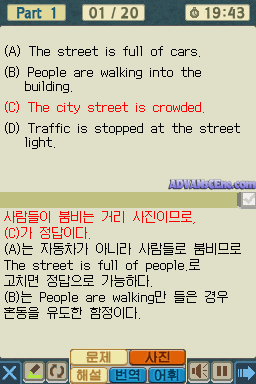 Part 1
01 / 20
19:43
(A) The street is full of cars.
(B) People are walking into the
building.
(C) The city street is crowded.
(D) Traffic is stopped at the street
light.
ADVANsCEne.com
사람들이 붐비는 거리 사진이므로,
(C)가 정답이다.
(A)는 자동차가 아니라 사람들로 붐비므로
The street is full of people.로
고치면 정답으로 가능하다.
(B)는 People are walking만 들은 경우
혼동을 유도한 함정이다.
문제
사진
해설
번역
어휘